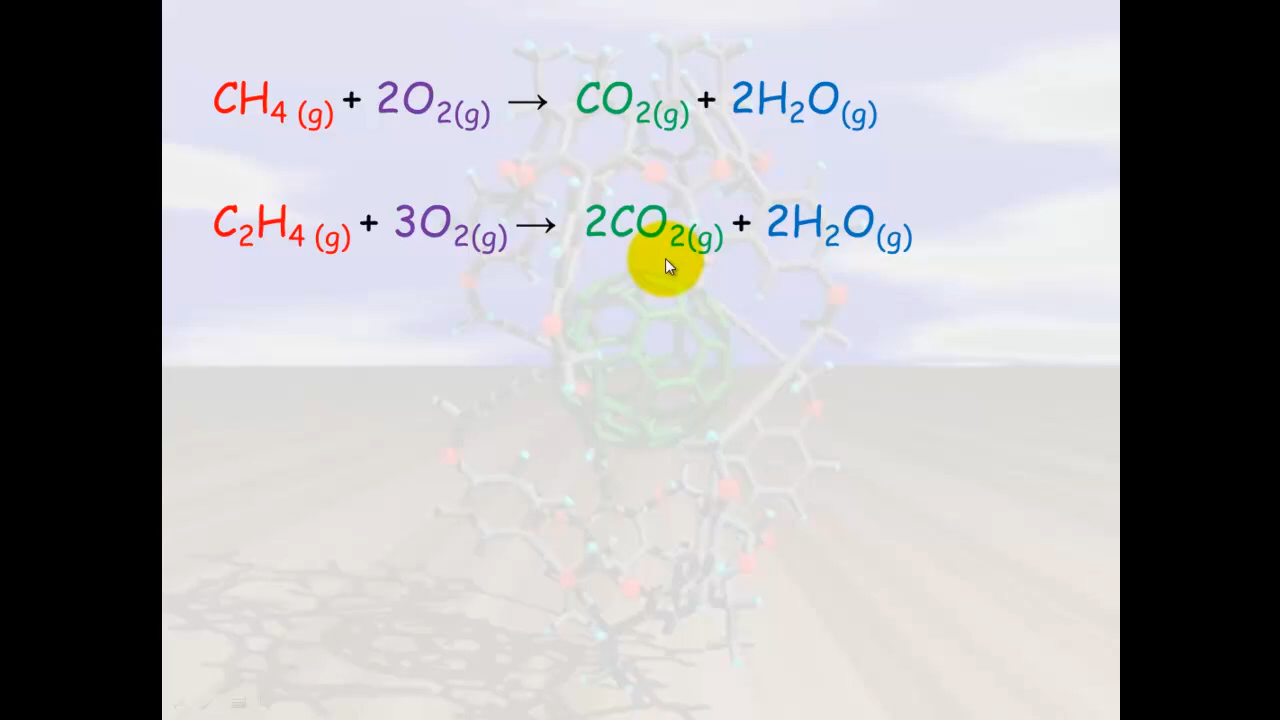 CH₄ (g) + 2O₂(g) → CO₂(g) + 2H₂O(g)
C₂H₄ (g) + 3O₂(g) → 2CO₂(g) + 2H₂O(g)